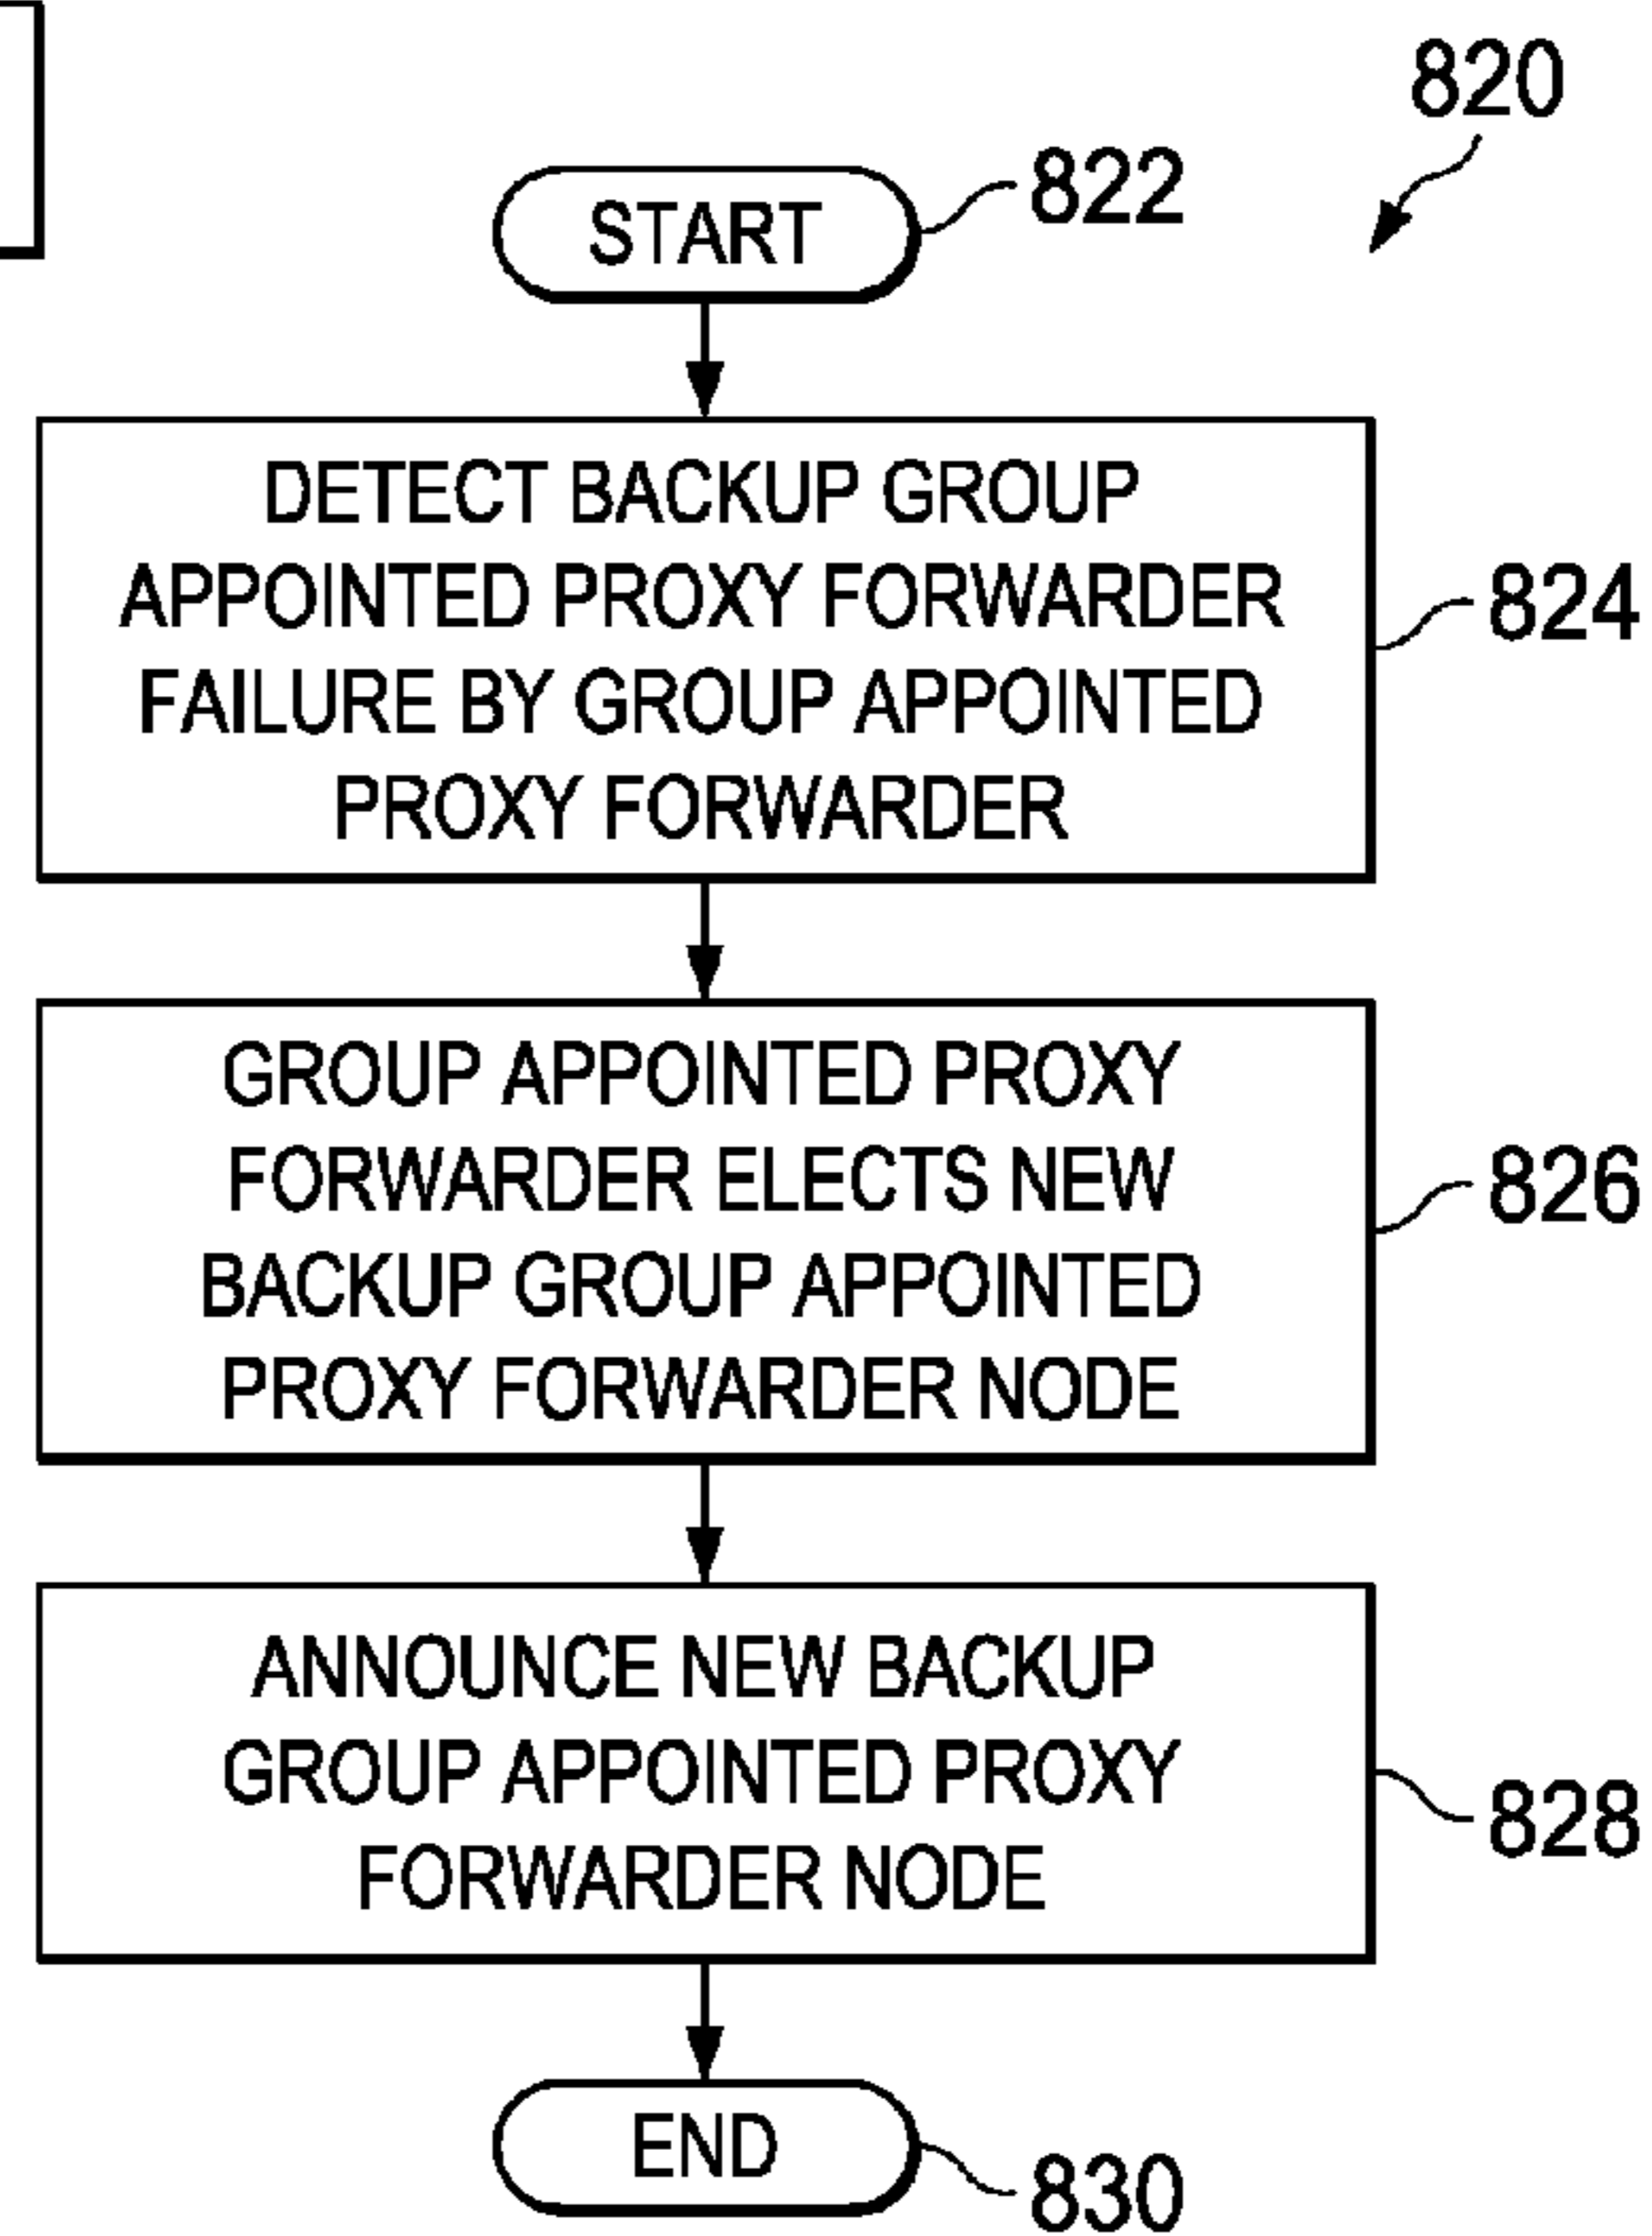 820
START
822
DETECT BACKUP GROUP
APPOINTED PROXY FORWARDER
FAILURE BY GROUP APPOINTED
PROXY FORWARDER
824
GROUP APPOINTED PROXY
FORWARDER ELECTS NEW
BACKUP GROUP APPOINTED
PROXY FORWARDER NODE
826
ANNOUNCE NEW BACKUP
GROUP APPOINTED PROXY
FORWARDER NODE
828
END
830